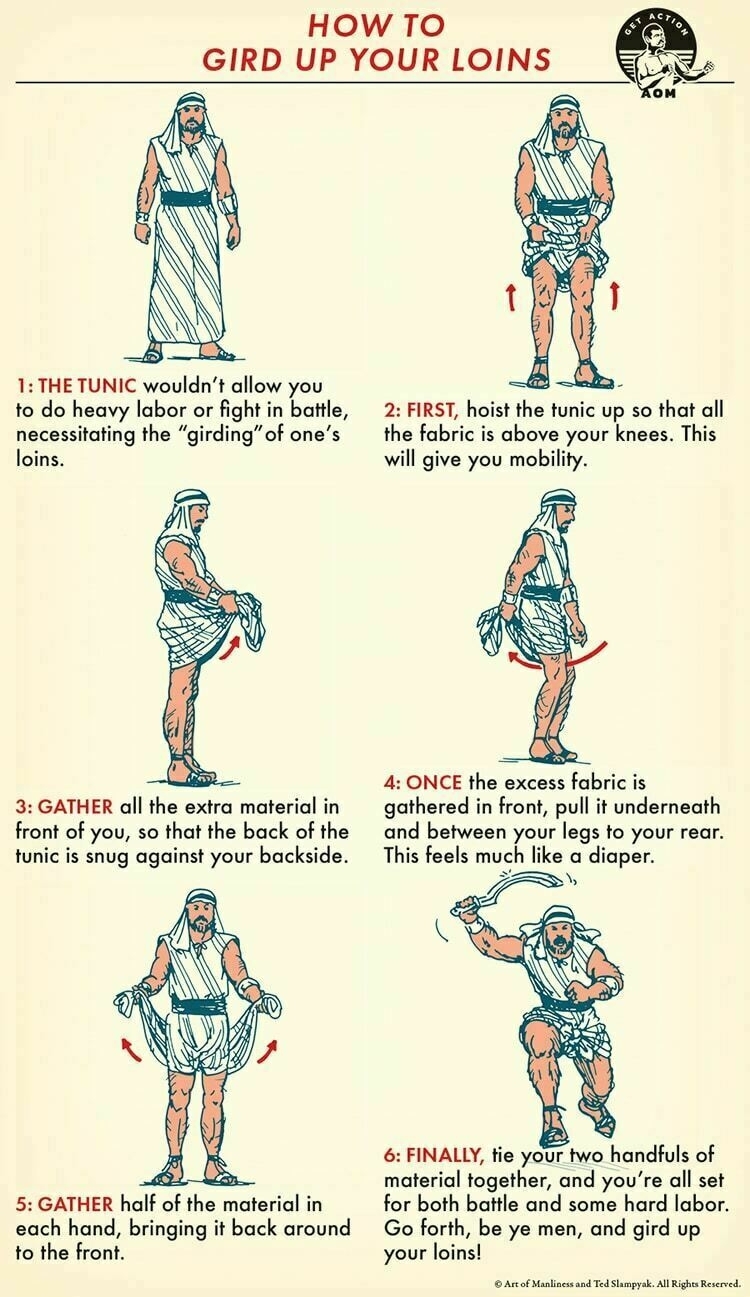 HOW TO
GIRD UP YOUR LOINS
GET ACTION
AOM
1: THE TUNIC wouldn't allow you
to do heavy labor or fight in battle,
necessitating the “girding” of one's
loins.
2: FIRST, hoist the tunic up so that all
the fabric is above your knees. This
will give you mobility.
3: GATHER all the extra material in
front of you, so that the back of the
tunic is snug against your backside.
4: ONCE the excess fabric is
gathered in front, pull it underneath
and between your legs to your rear.
This feels much like a diaper.
5: GATHER half of the material in
each hand, bringing it back around
to the front.
6: FINALLY, tie your two handfuls of
material together, and you're all set
for both battle and some hard labor.
Go forth, be ye men, and gird up
your loins!
© Art of Manliness and Ted Slampyak. All Rights Reserved.